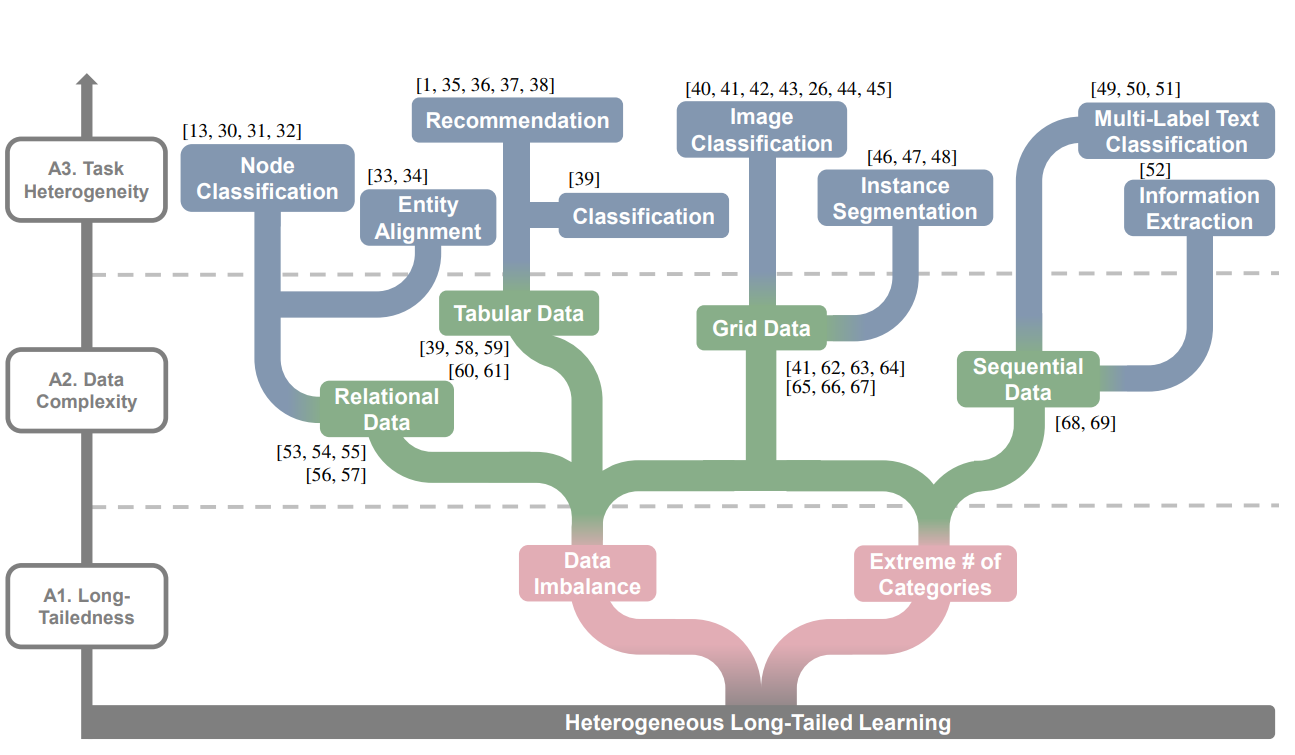 [1, 35, 36, 37, 38]
Recommendation
[40, 41, 42, 43, 26, 44, 45]
Image
Classification
[49, 50, 51]
Multi-Label Text
Classification
[13, 30, 31, 32]
Node
Classification
A3. Task
Heterogeneity
[33, 34]
Entity
Alignment
[39]
Classification
[46, 47, 48]
Instance
Segmentation
[52]
Information
Extraction
Tabular Data
[39, 58, 59]
[60, 61]
Grid Data
[41, 62, 63, 64]
[65, 66, 67]
A2. Data
Complexity
Relational
Data
[53, 54, 55]
[56, 57]
Sequential
Data
[68, 69]
A1. Long-
Tailedness
Data
Imbalance
Extreme # of
Categories
Heterogeneous Long-Tailed Learning